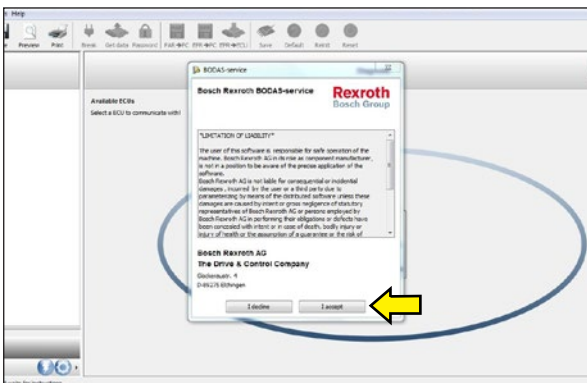 Help
Preview Print Break Get data Password PAR→PC EPR→PC EPR→ECU Save Default Reinit Reset
BODAS-service
Bosch Rexroth BODAS-service
Rexroth
Bosch Group
Available ECUs
Select a ECU to communicate with!
"LIMITATION OF LIABILITY"
The user of this software is responsible for safe operation of the
machine. Bosch Rexroth AG in its role as component manufacturer,
is not in a position to be aware of the precise application of the
software.
Bosch Rexroth AG is not liable for consequential or incidental
damages, incurred by the user or a third party due to
parameterizing by means of the distributed software unless these
damages are caused by intent or gross negligence of statutory
representatives of Bosch Rexroth AG or persons employed by
Bosch Rexroth AG in performing their obligations or defects have
been concealed with intent or in case of death, bodily injury or
injury of health or the assumption of a guarantee or the risk of
Bosch Rexroth AG
The Drive & Control Company
D-89275 Elchingen
I decline I accept